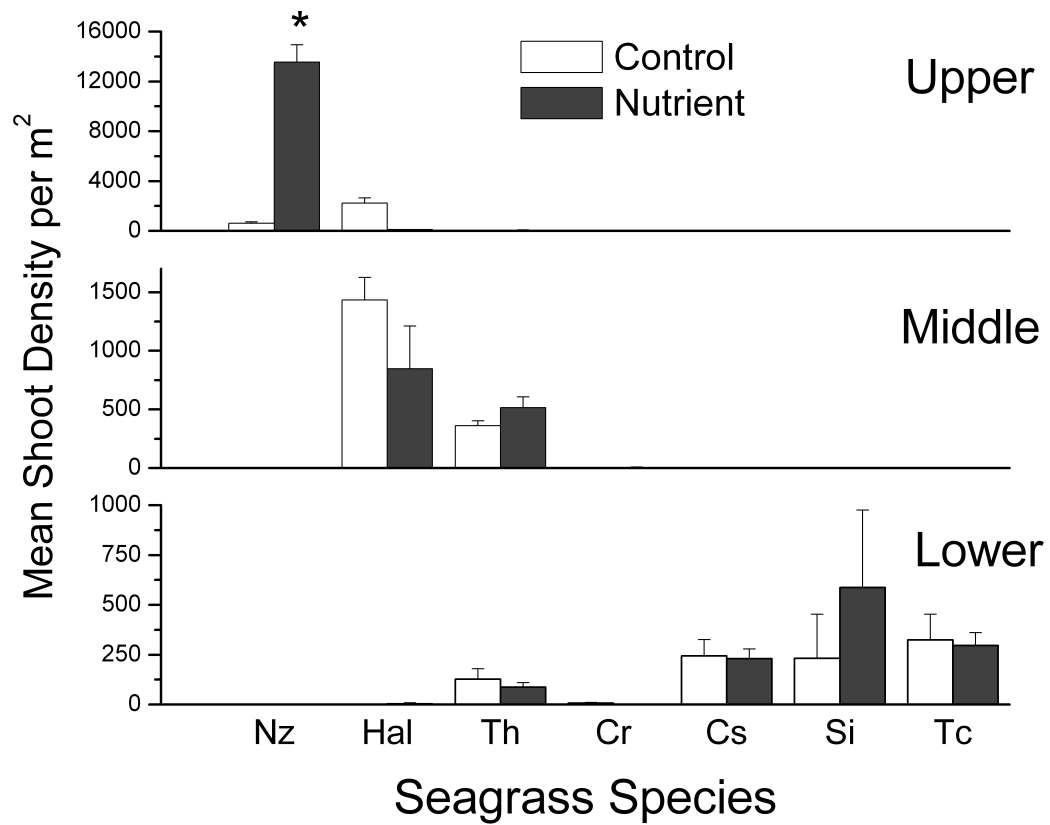 *
16000
12000
8000
4000
0
Control
Nutrient
Upper
Mean Shoot Density per m²
1500
1000
500
0
Middle
1000
750
500
250
0
Lower
Nz Hal Th Cr Cs Si Tc
Seagrass Species